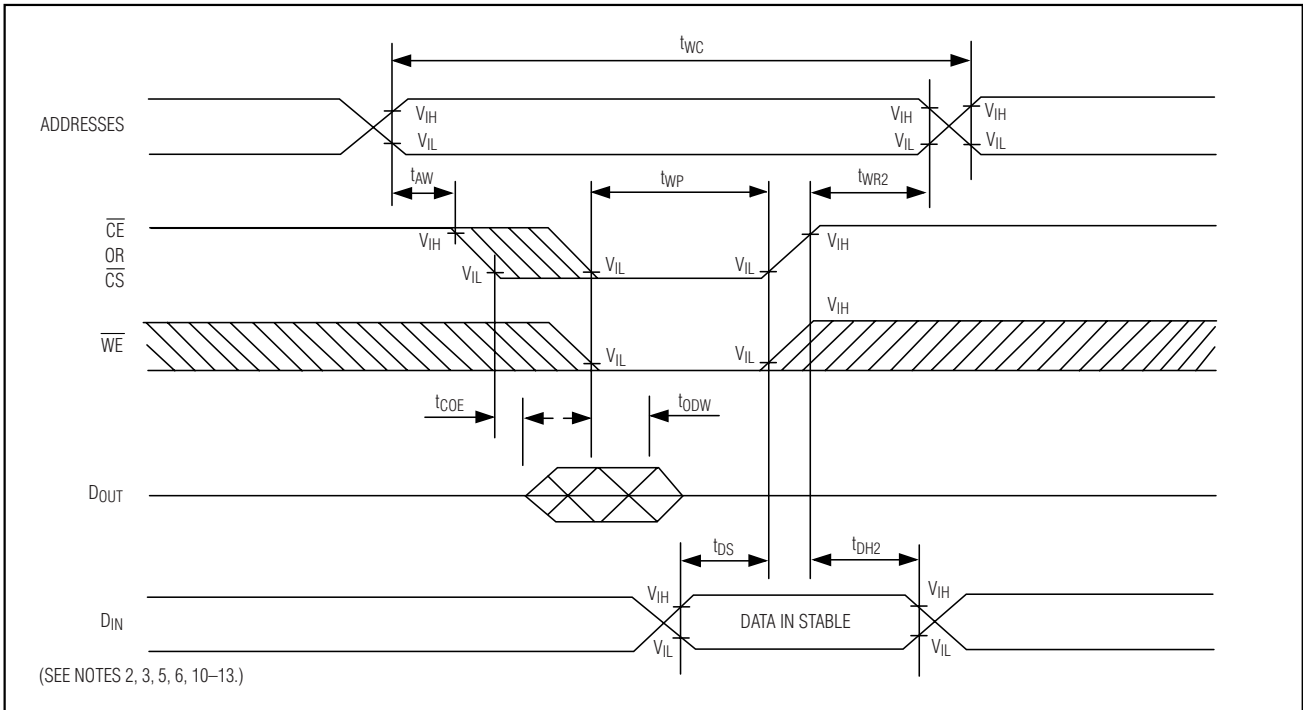 tWC
ADDRESSES
VIH
VIH
VIH
VIL
VIL
VIL
tAW
tWP
tWR2
CE
OR
CS
VIH
VIH
VIL
VIL
VIL
WE
VIH
VIL
VIL
tCOE
tODW
DOUT
tDS
tDH2
DIN
VIH
VIH
DATA IN STABLE
VIL
VIL
(SEE NOTES 2, 3, 5, 6, 10–13.)